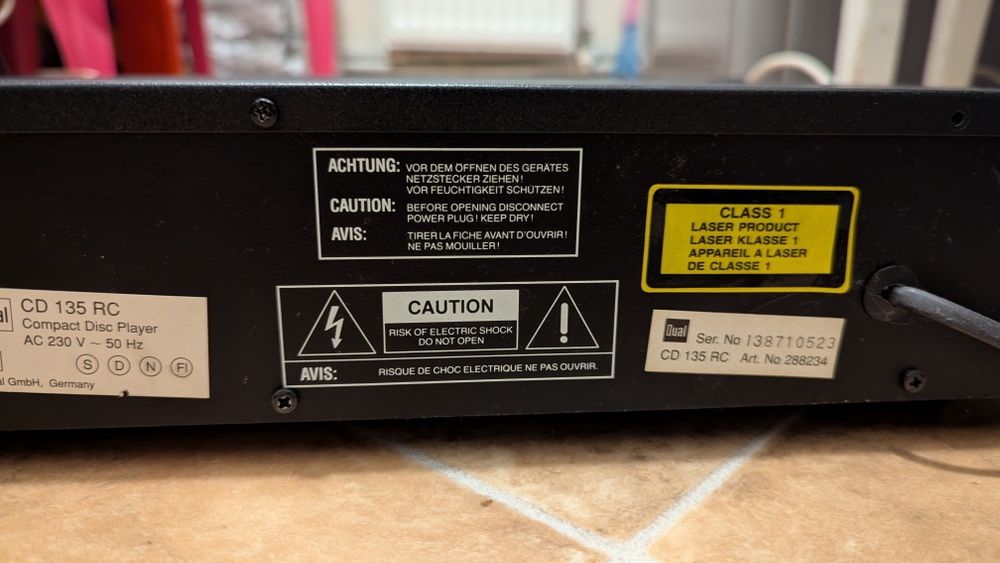 ACHTUNG: VOR DEM ÖFFNEN DES GERÄTES
NETZSTECKER ZIEHEN!
VOR FEUCHTIGKEIT SCHÜTZEN!
CAUTION: BEFORE OPENING DISCONNECT
POWER PLUG! KEEP DRY!
AVIS: TIRER LA FICHE AVANT D'OUVRIR!
NE PAS MOUILLER!
CLASS 1
LASER PRODUCT
LASER KLASSE 1
APPAREIL A LASER
DE CLASSE 1
CD 135 RC
Compact Disc Player
AC 230 V ~ 50 Hz
S D N FI
GmbH, Germany
CAUTION
RISK OF ELECTRIC SHOCK
DO NOT OPEN
AVIS: RISQUE DE CHOC ELECTRIQUE NE PAS OUVRIR.
Dual Ser. No 138710523
CD 135 RC Art. No 288234